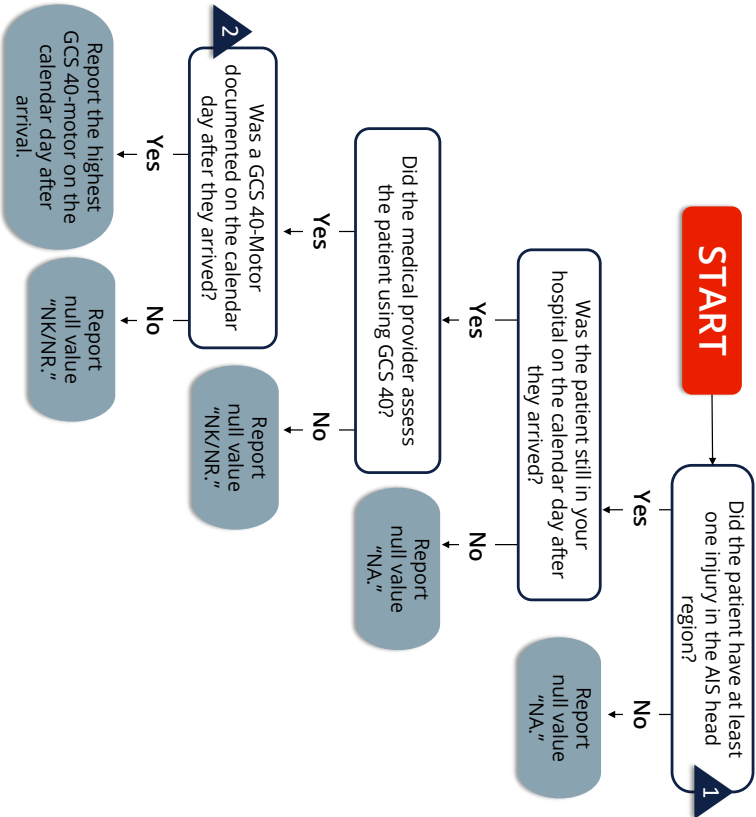 START
Did the patient have at least
one injury in the AIS head
region?
1
Yes
No
Was the patient still in your
hospital on the calendar day after
they arrived?
Report
null value
“NA.”
Yes
No
Did the medical provider assess
the patient using GCS 40?
Report
null value
“NA.”
Yes
No
2
Was a GCS 40-Motor
documented on the calendar
day after they arrived?
Report
null value
“NK/NR.”
Yes
No
Report the highest
GCS 40-motor on the
calendar day after
arrival.
Report
null value
“NK/NR.”